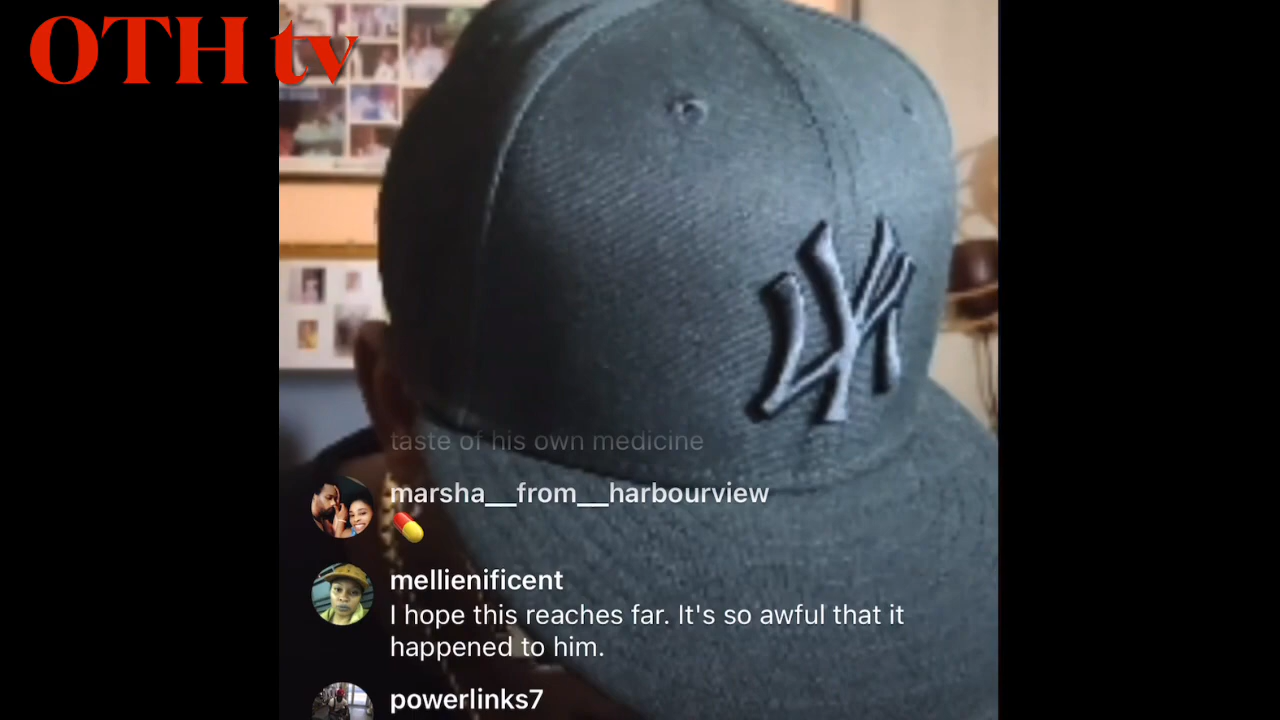 OTH tv
NY
taste of his own medicine
marsha__from__harbourview
mellienificent
I hope this reaches far. It's so awful that it
happened to him.
powerlinks7